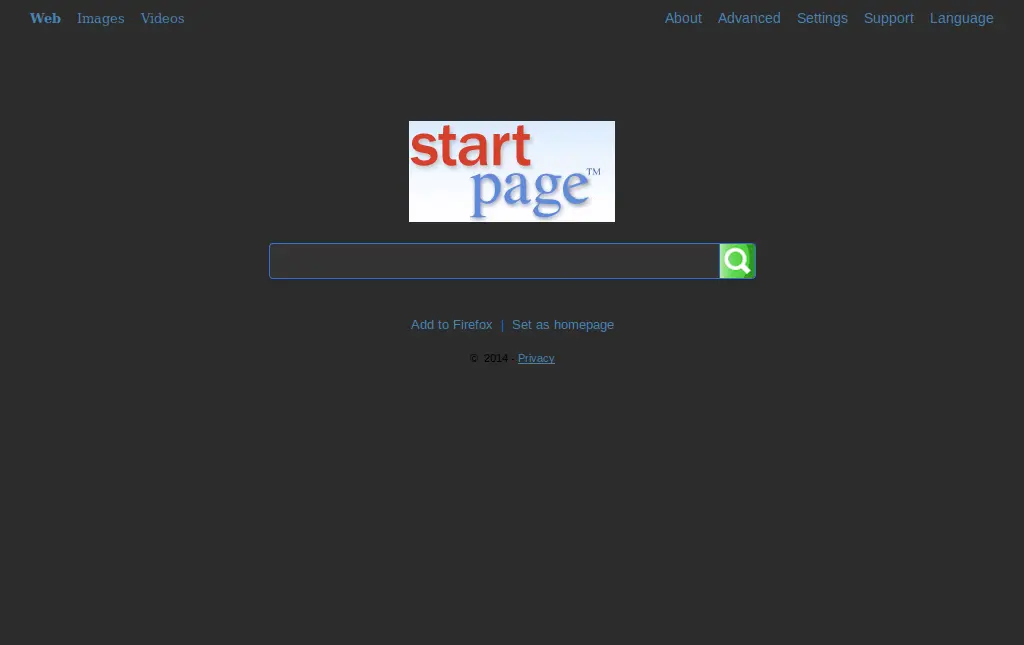 Web Images Videos About Advanced Settings Support Language
start
page™
Add to Firefox | Set as homepage
© 2014 - Privacy